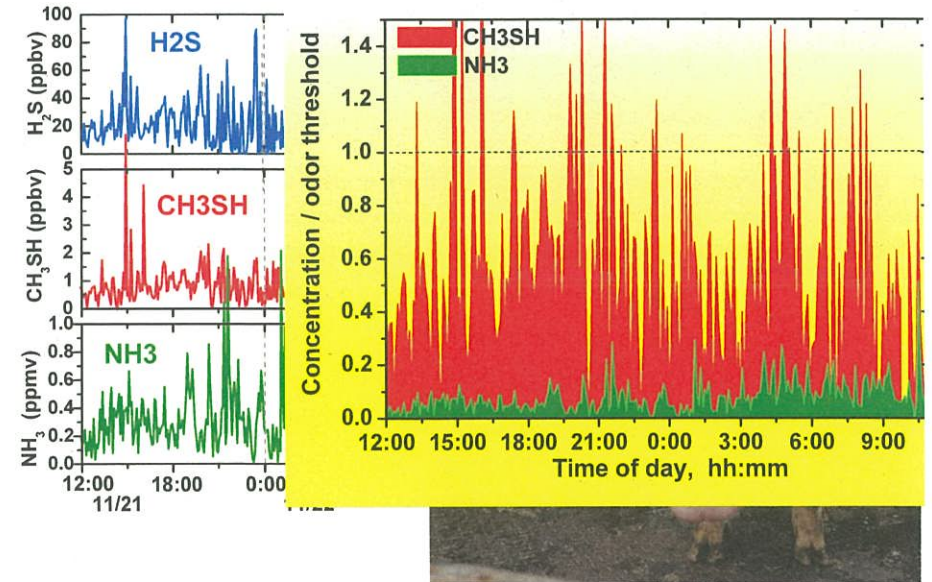 H2S
H₂S (ppbv)
100
80
60
40
20
0
CH3SH
CH₃SH (ppbv)
5
4
3
2
1
0
NH3
NH₃ (ppmv)
1.0
0.8
0.6
0.4
0.2
0.0
12:00 18:00 0:00
11/21
CH3SH
NH3
Concentration / odor threshold
1.4
1.2
1.0
0.8
0.6
0.4
0.2
0.0
12:00 15:00 18:00 21:00 0:00 3:00 6:00 9:00
Time of day, hh:mm